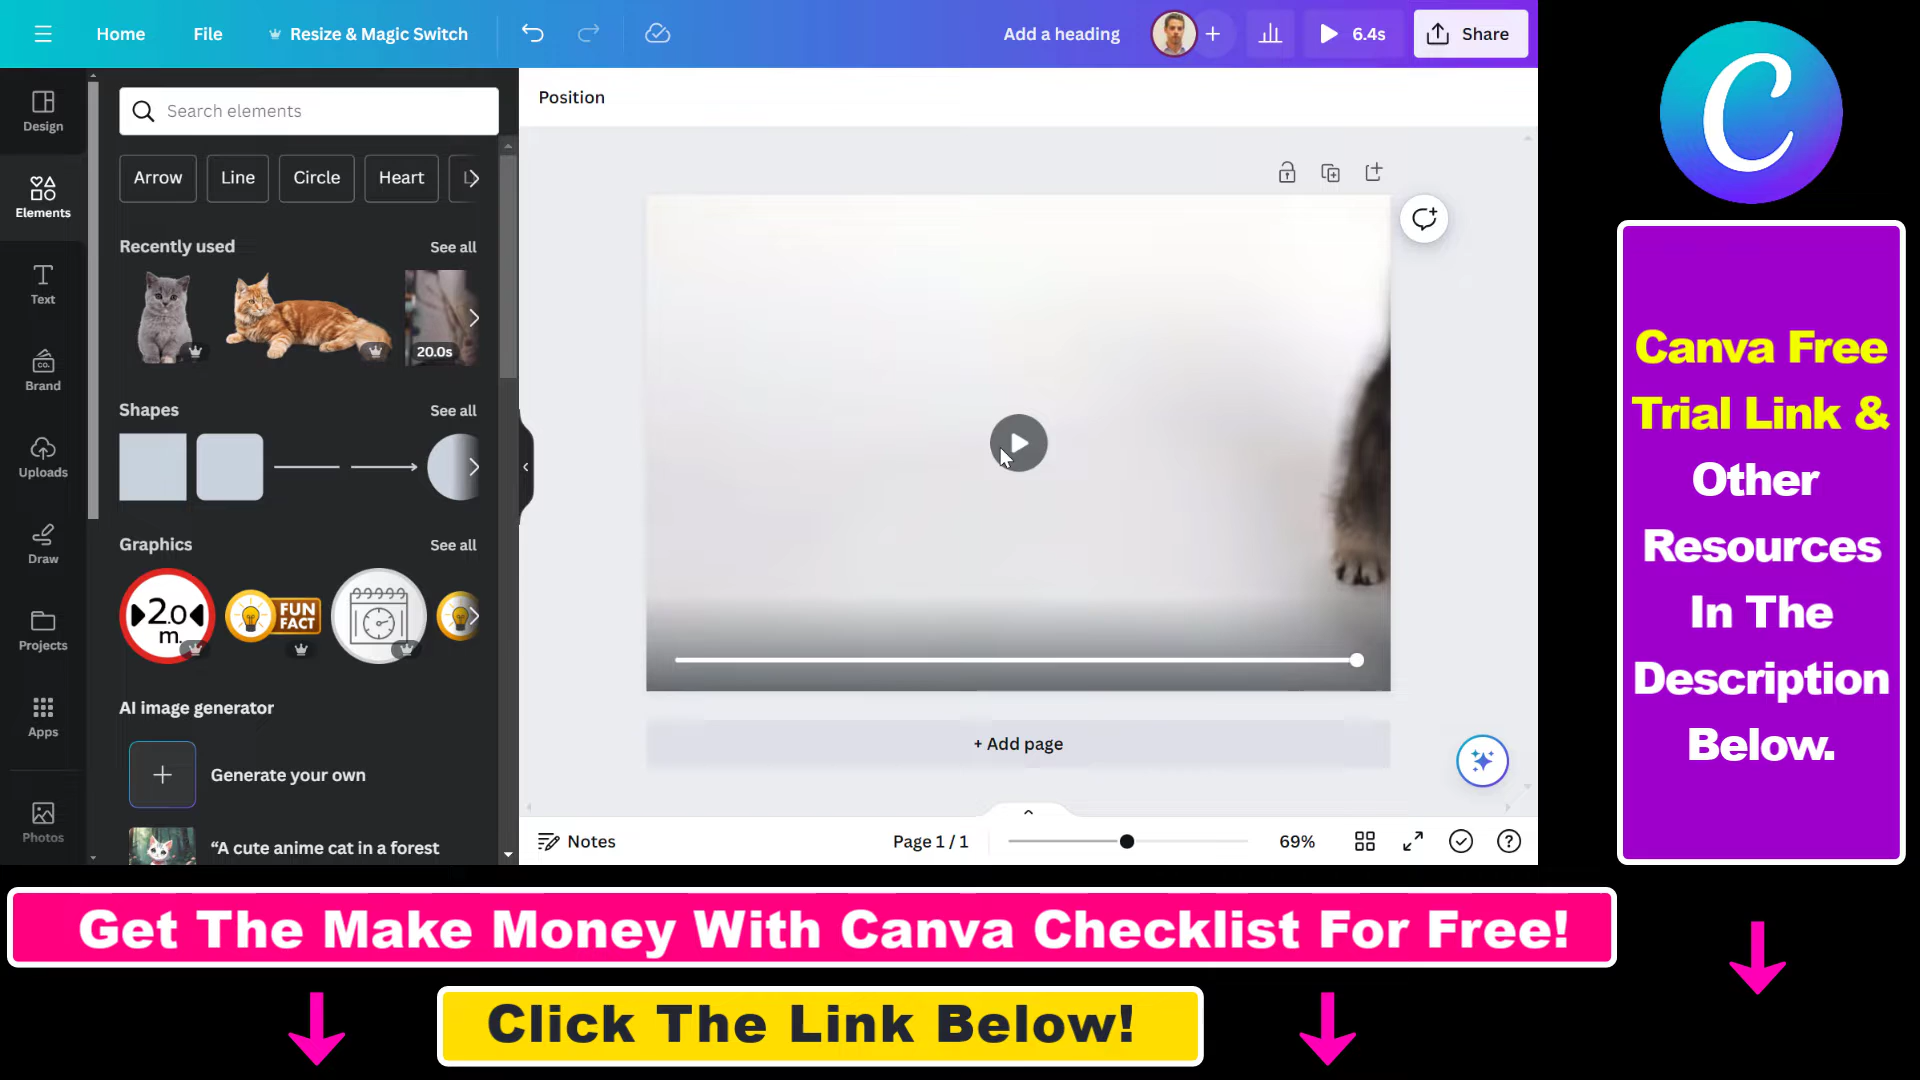 Home
File
Resize & Magic Switch
Add a heading
6.4s
Share
Design
Elements
Text
Brand
CO.
Uploads
Draw
Projects
Apps
Photos
Search elements
Arrow
Line
Circle
Heart
Recently used
See all
20.0s
Shapes
See all
Graphics
See all
2.0
m.
FUN
FACT
AI image generator
Generate your own
“A cute anime cat in a forest
Position
+ Add page
Notes
Page 1 / 1
69%
C
Canva Free
Trial Link &
Other
Resources
In The
Description
Below.
Get The Make Money With Canva Checklist For Free!
Click The Link Below!